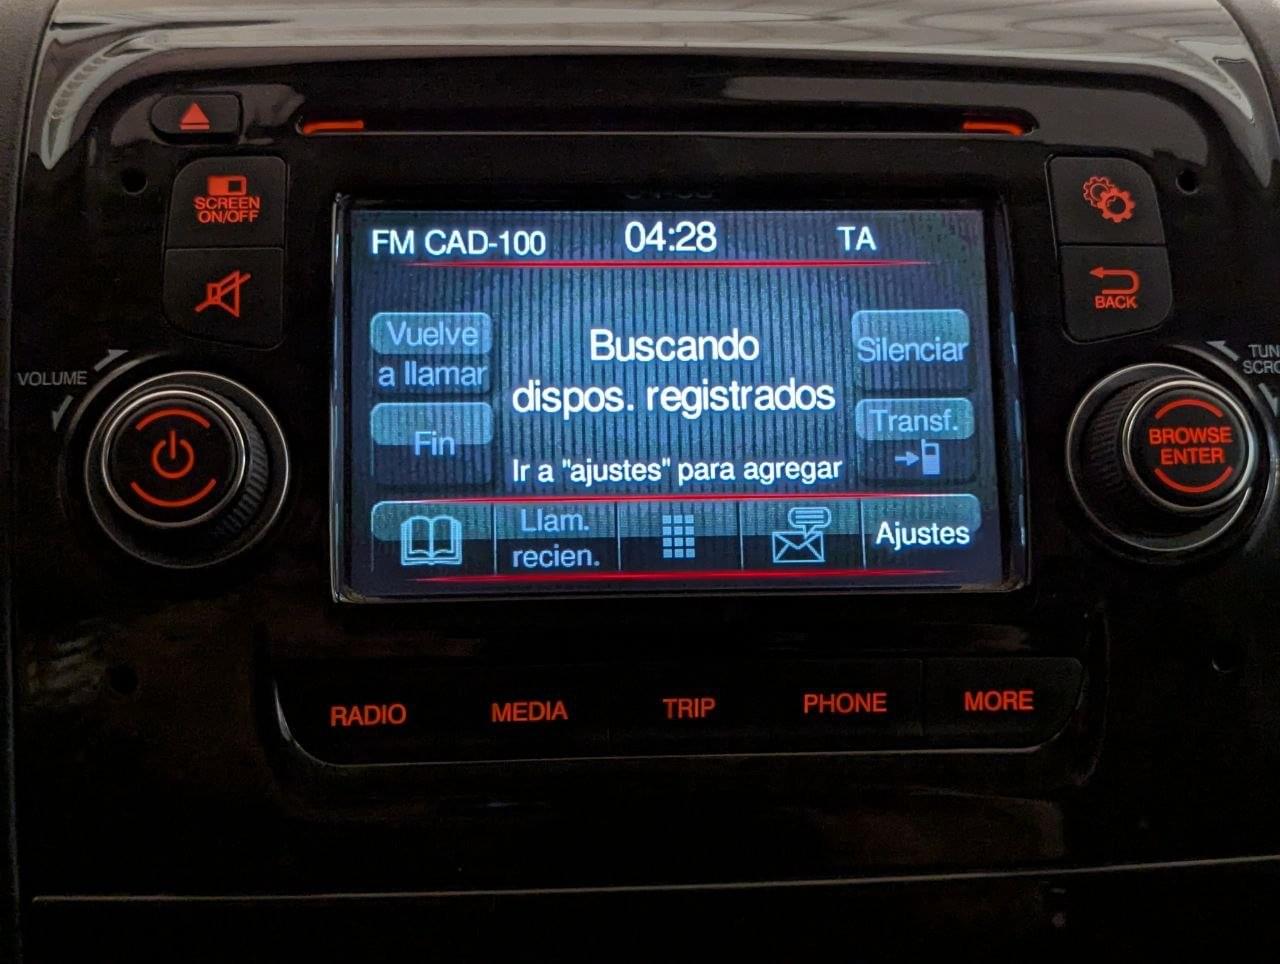 SCREEN
ON/OFF
VOLUME
FM CAD-100 04:28 TA
Vuelve
a llamar
Fin
Buscando
dispos. registrados
Ir a "ajustes" para agregar
Silenciar
Transf.
Llam.
recien.
Ajustes
BACK
BROWSE
ENTER
RADIO MEDIA TRIP PHONE MORE